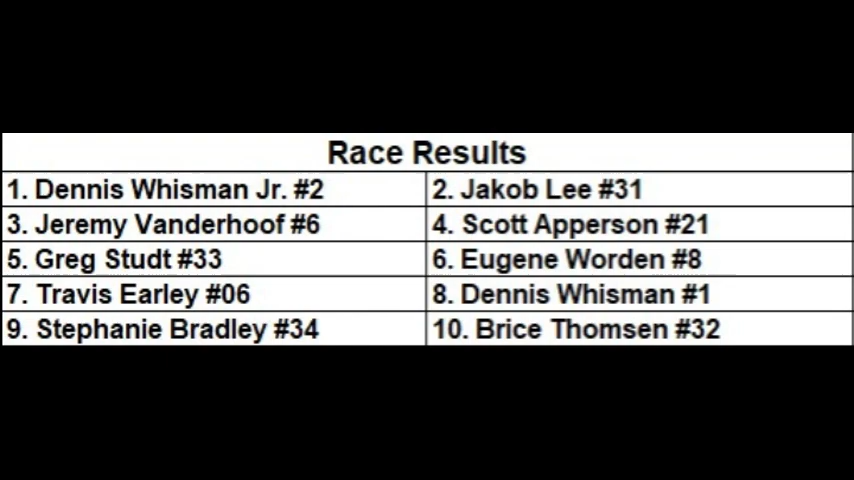 Race Results
1. Dennis Whisman Jr. #2
2. Jakob Lee #31
3. Jeremy Vanderhoof #6
4. Scott Apperson #21
5. Greg Studt #33
6. Eugene Worden #8
7. Travis Earley #06
8. Dennis Whisman #1
9. Stephanie Bradley #34
10. Brice Thomsen #32